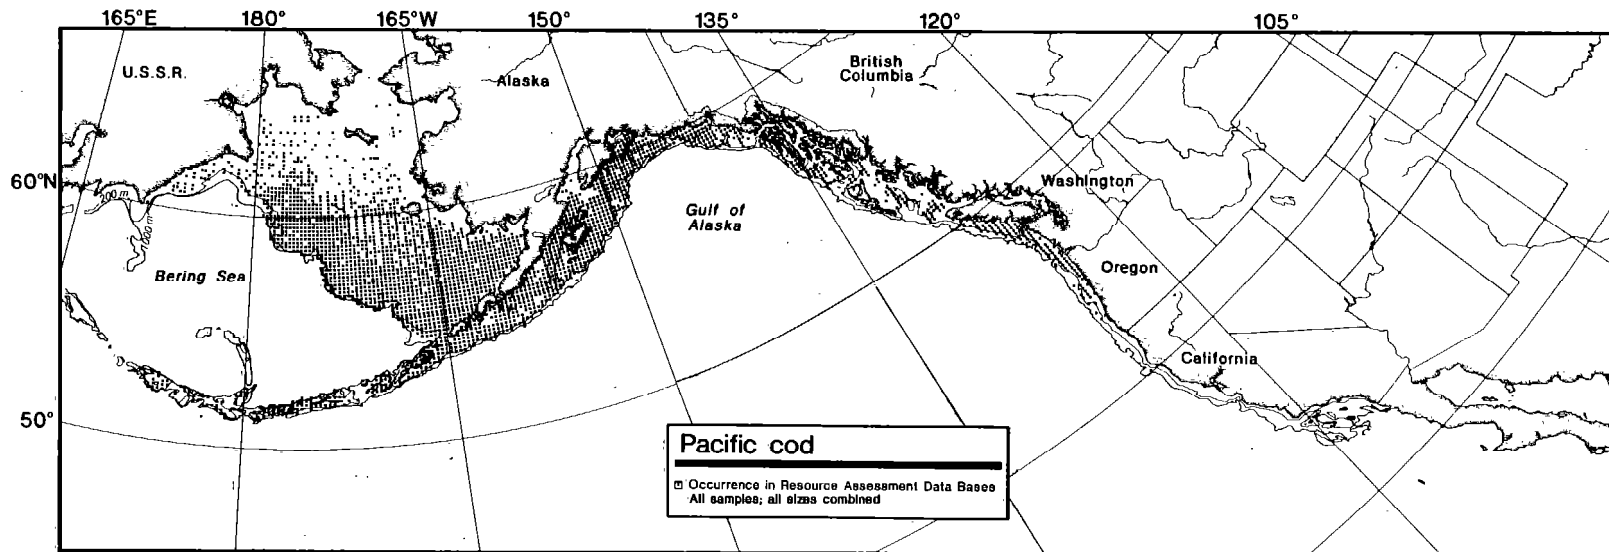 165°E 180° 165°W 150° 135° 120° 105°
U.S.S.R.
Alaska
British
Columbia
60°N
200 m
1000 m
Washington
Gulf of
Alaska
Bering Sea
Oregon
California
50°
Pacific cod
Occurrence in Resource Assessment Data Bases
All samples; all sizes combined